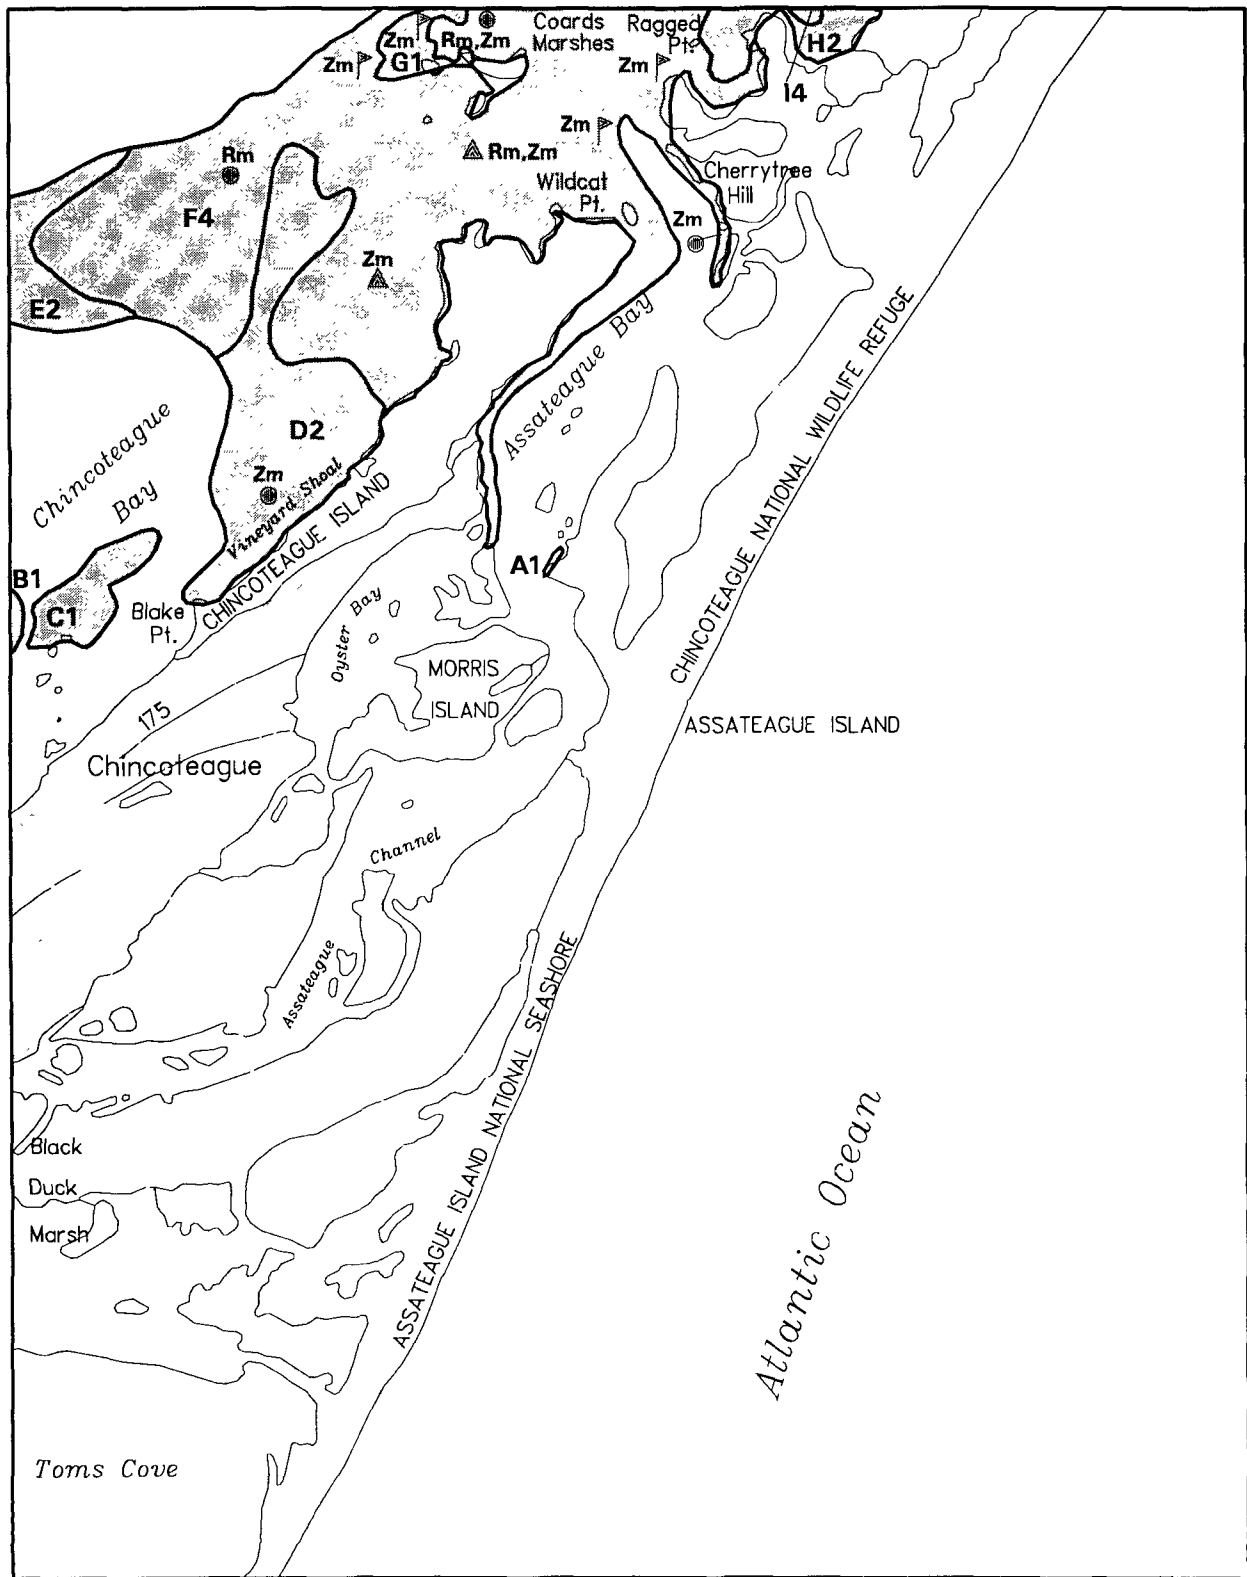 Coards
Marshes
Ragged
Pt.
Zm
Rm,Zm
H2
Zm
G1
Zm
I4
Zm
Rm,Zm
Rm
Wildcat
Pt.
Cherrytree
Hill
F4
Zm
Zm
E2
Assateague Bay
CHINCOTEAGUE NATIONAL WILDLIFE REFUGE
Chincoteague
Bay
D2
Zm
Vineyard Shoal
CHINCOTEAGUE ISLAND
A1
B1
C1
Blake
Pt.
Oyster Bay
MORRIS
ISLAND
175
ASSATEAGUE ISLAND
Chincoteague
Channel
Assateague
ASSATEAGUE ISLAND NATIONAL SEASHORE
Black
Duck
Marsh
Atlantic Ocean
Toms Cove